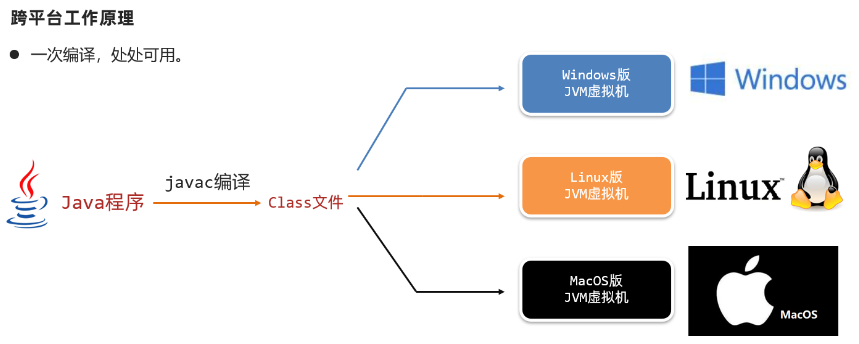 跨平台工作原理
● 一次编译，处处可用。
Java程序
javac编译
Class文件
Windows版
JVM虚拟机
Windows
Linux版
JVM虚拟机
Linux™
MacOS版
JVM虚拟机
MacOS